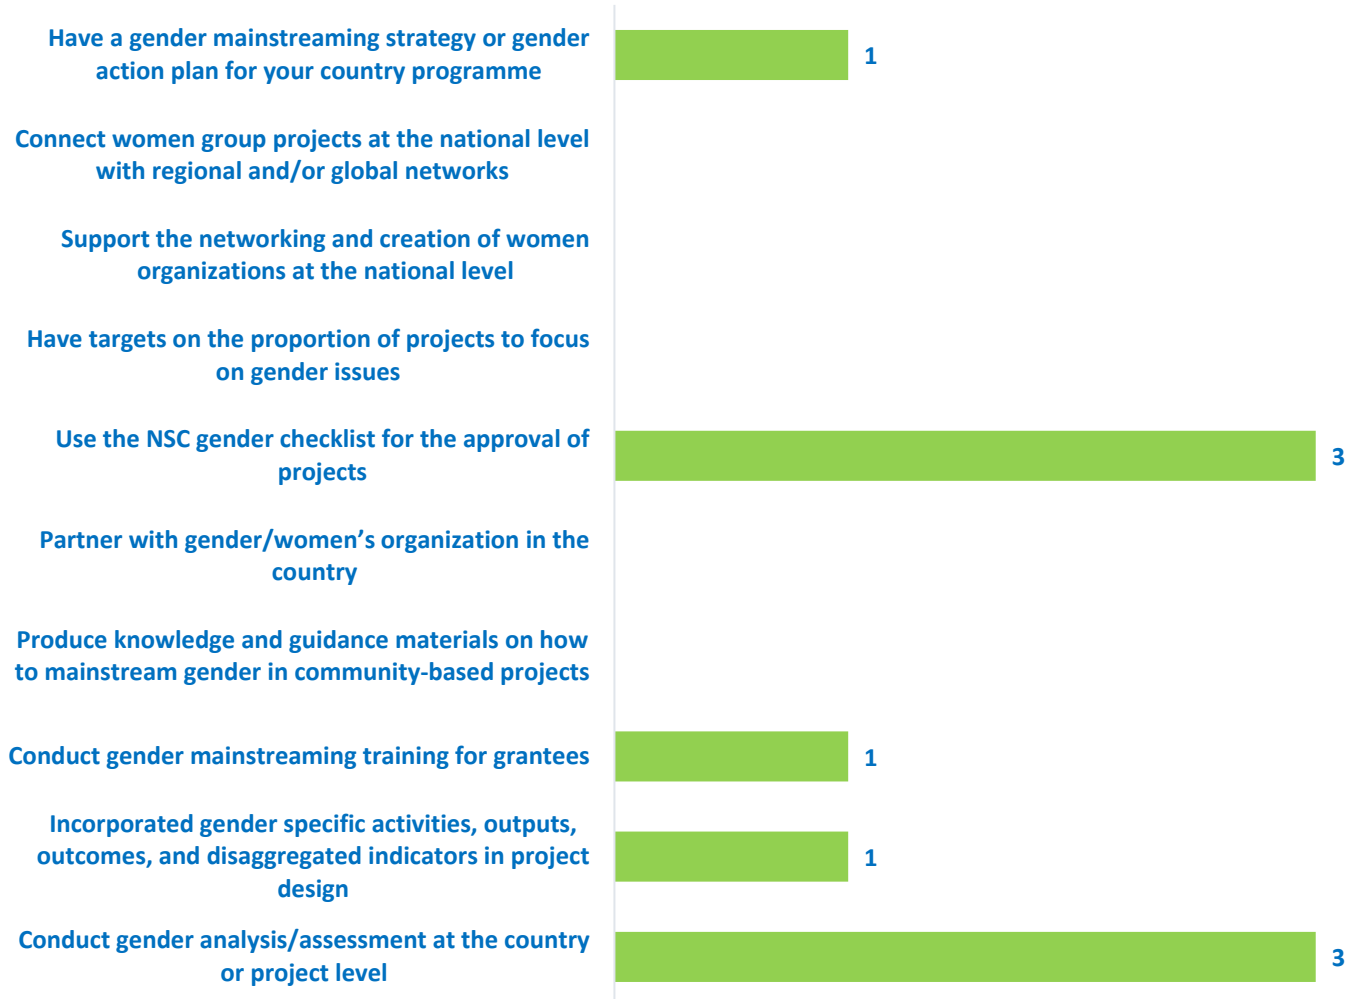 Have a gender mainstreaming strategy or gender
action plan for your country programme
1
Connect women group projects at the national level
with regional and/or global networks
Support the networking and creation of women
organizations at the national level
Have targets on the proportion of projects to focus
on gender issues
Use the NSC gender checklist for the approval of
projects
3
Partner with gender/women’s organization in the
country
Produce knowledge and guidance materials on how
to mainstream gender in community-based projects
Conduct gender mainstreaming training for grantees
1
Incorporated gender specific activities, outputs,
outcomes, and disaggregated indicators in project
design
1
Conduct gender analysis/assessment at the country
or project level
3